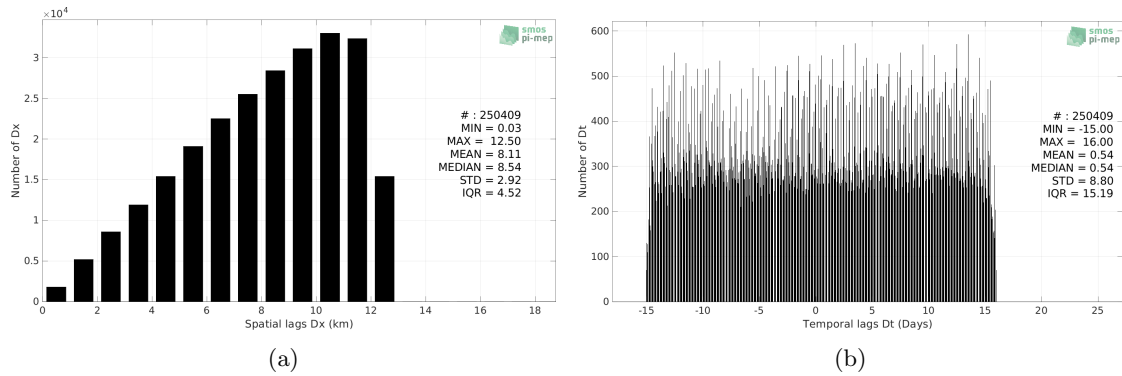 ×10⁴
3
2.5
2
1.5
1
0.5
0
Number of Dx
0 2 4 6 8 10 12 14 16 18
Spatial lags Dx (km)
smos
pi-mep
# : 250409
MIN = 0.03
MAX = 12.50
MEAN = 8.11
MEDIAN = 8.54
STD = 2.92
IQR = 4.52
(a)
600
500
400
300
200
100
0
Number of Dt
-15 -10 -5 0 5 10 15 20 25
Temporal lags Dt (Days)
smos
pi-mep
# : 250409
MIN = -15.00
MAX = 16.00
MEAN = 0.54
MEDIAN = 0.54
STD = 8.80
IQR = 15.19
(b)